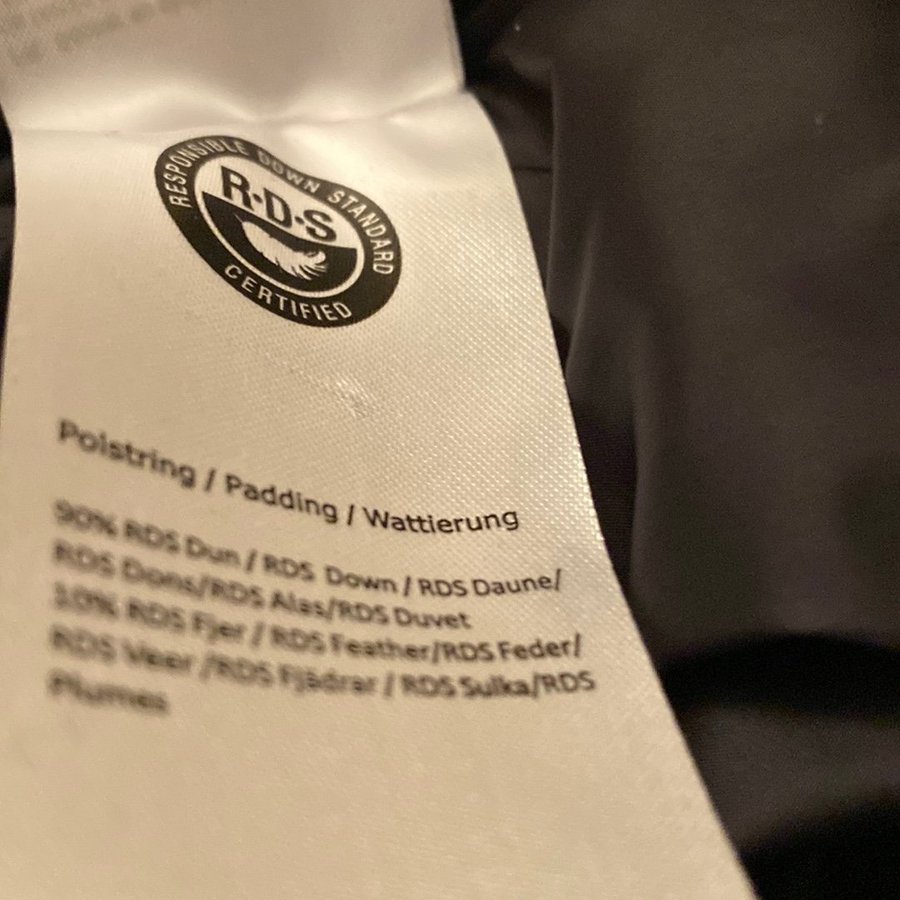 RESPONSIBLE DOWN STANDARD
R·D·S
CERTIFIED
Polstring / Padding / Wattierung
90% RDS Dun / RDS Down / RDS Daune/
RDS Dons/RDS Alas/RDS Duvet
10% RDS Fjer / RDS Feather/RDS Feder/
RDS Veer /RDS Fjädrar / RDS Sulka/RDS
Plumes